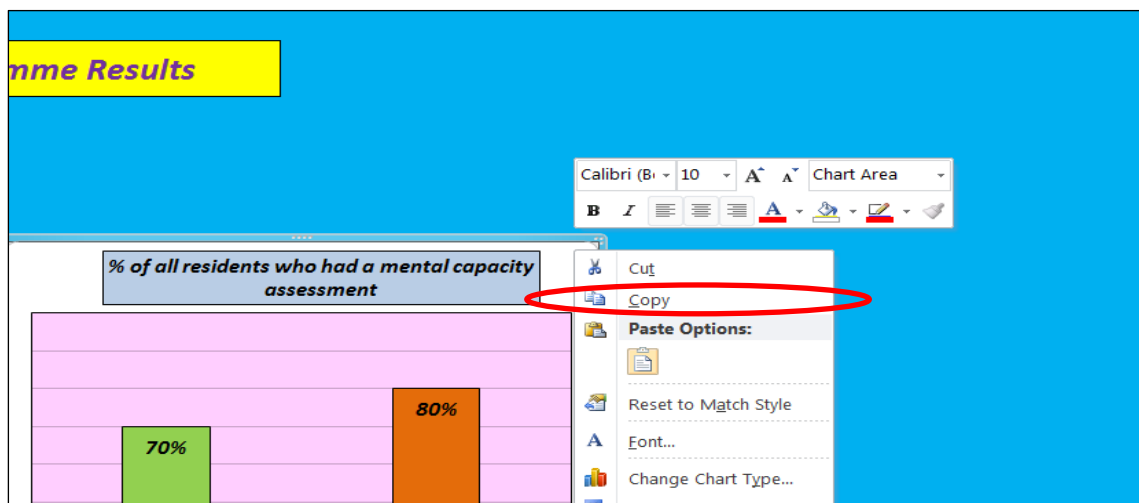 mme Results
Calibri (B
10
A A
Chart Area
B I
A
% of all residents who had a mental capacity
assessment
Cut
Copy
Paste Options:
Reset to Match Style
A
Font...
Change Chart Type...
80%
70%